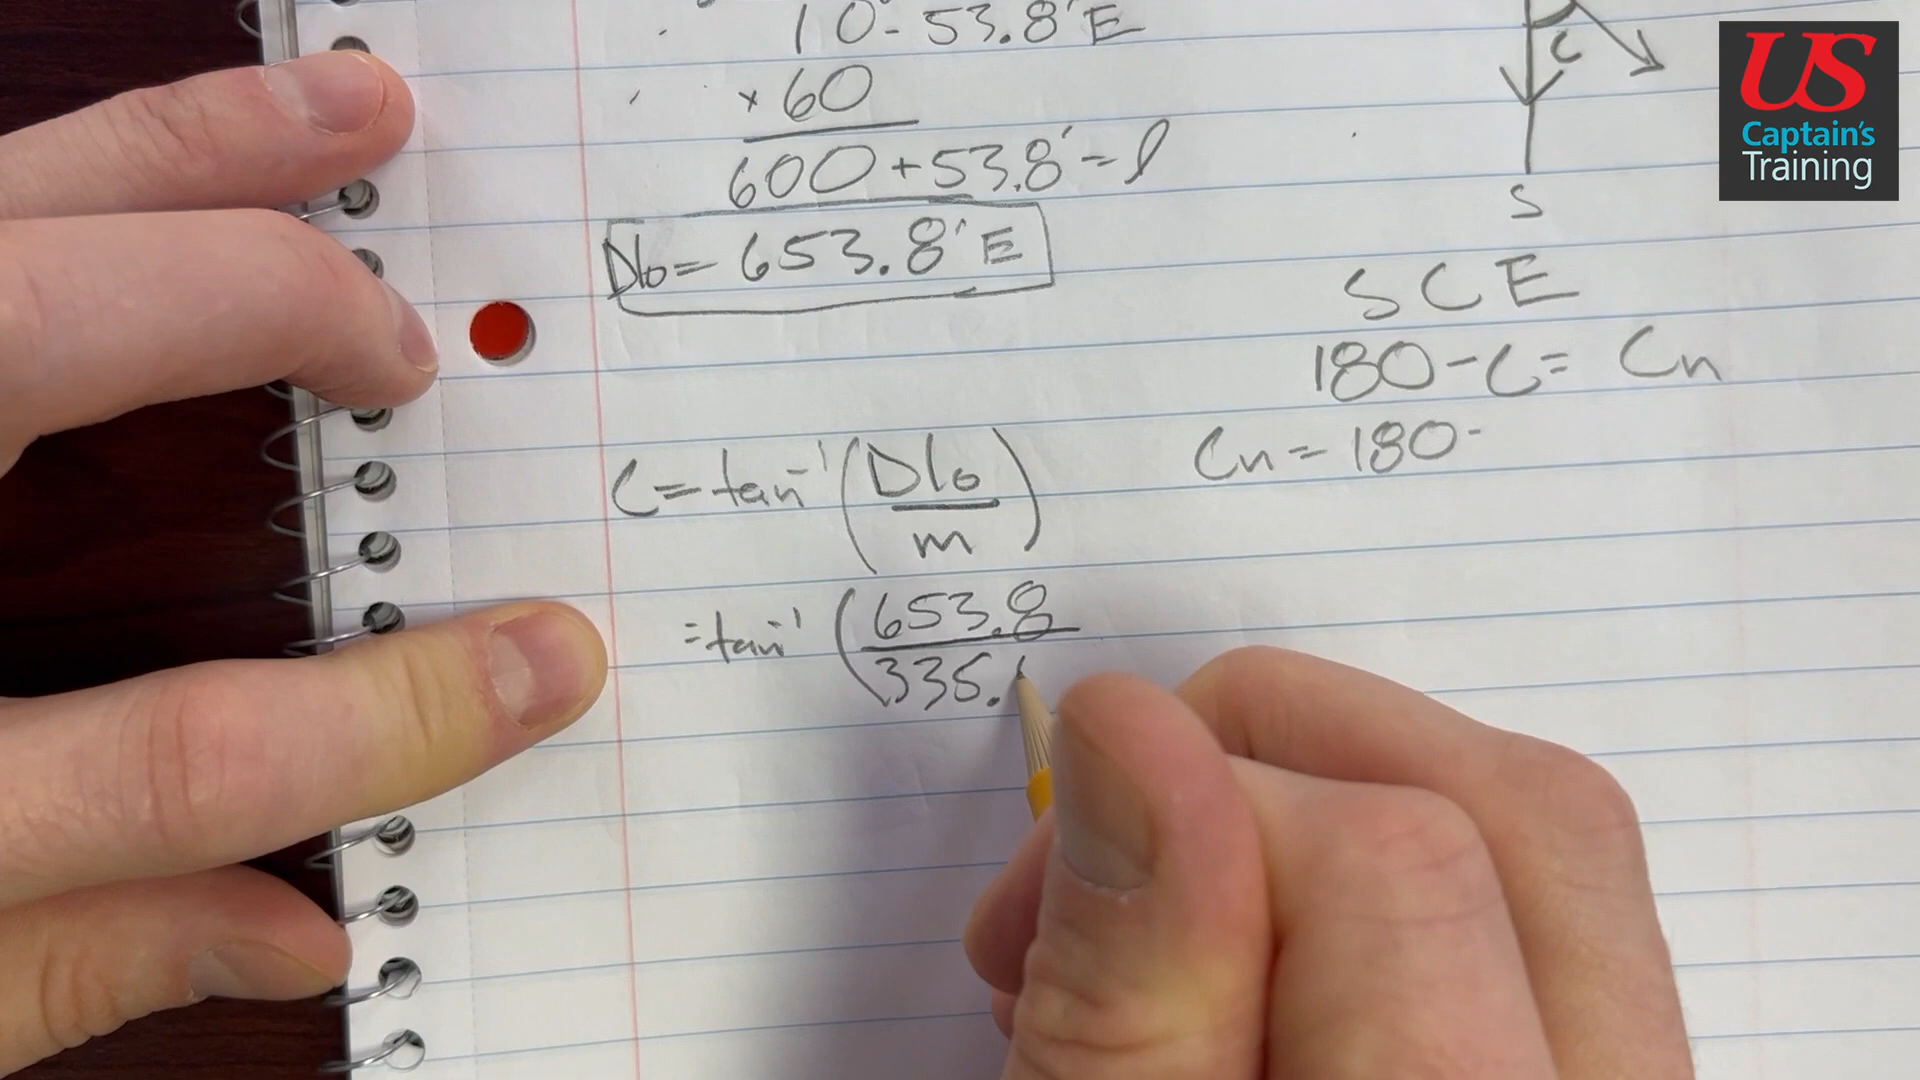 10° 53.8' E
× 60
600 + 53.8' = l
Dlo = 653.8' E
C = tan⁻¹ (Dlo / m)
= tan⁻¹ (653.8 / 335.
C
S
S C E
180 - C = Cn
Cn = 180 -
US
Captain's
Training